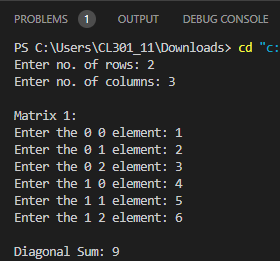 PROBLEMS 1 OUTPUT DEBUG CONSOLE
PS C:\Users\CL301_11\Downloads> cd "c:
Enter no. of rows: 2
Enter no. of columns: 3
Matrix 1:
Enter the 0 0 element: 1
Enter the 0 1 element: 2
Enter the 0 2 element: 3
Enter the 1 0 element: 4
Enter the 1 1 element: 5
Enter the 1 2 element: 6
Diagonal Sum: 9